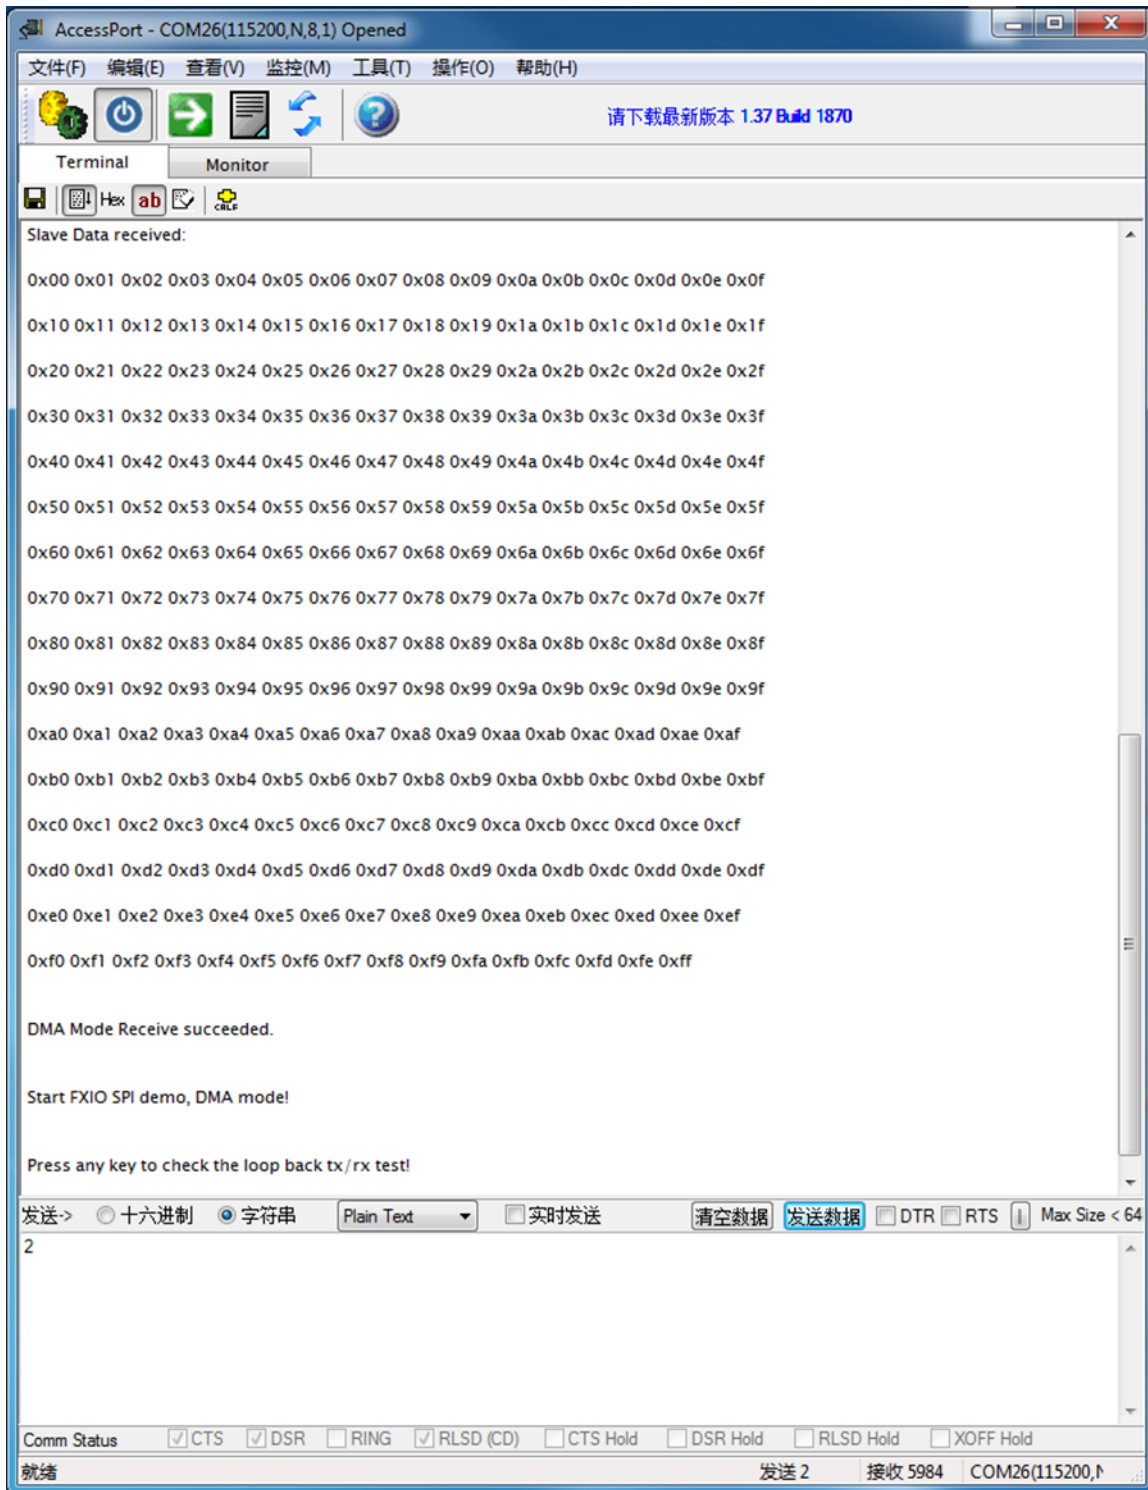 AccessPort - COM26(115200,N,8,1) Opened
文件(F) 编辑(E) 查看(V) 监控(M) 工具(T) 操作(O) 帮助(H)
请下载最新版本 1.37 Build 1870
Terminal Monitor
Hex ab CRLF
Slave Data received:
0x00 0x01 0x02 0x03 0x04 0x05 0x06 0x07 0x08 0x09 0x0a 0x0b 0x0c 0x0d 0x0e 0x0f
0x10 0x11 0x12 0x13 0x14 0x15 0x16 0x17 0x18 0x19 0x1a 0x1b 0x1c 0x1d 0x1e 0x1f
0x20 0x21 0x22 0x23 0x24 0x25 0x26 0x27 0x28 0x29 0x2a 0x2b 0x2c 0x2d 0x2e 0x2f
0x30 0x31 0x32 0x33 0x34 0x35 0x36 0x37 0x38 0x39 0x3a 0x3b 0x3c 0x3d 0x3e 0x3f
0x40 0x41 0x42 0x43 0x44 0x45 0x46 0x47 0x48 0x49 0x4a 0x4b 0x4c 0x4d 0x4e 0x4f
0x50 0x51 0x52 0x53 0x54 0x55 0x56 0x57 0x58 0x59 0x5a 0x5b 0x5c 0x5d 0x5e 0x5f
0x60 0x61 0x62 0x63 0x64 0x65 0x66 0x67 0x68 0x69 0x6a 0x6b 0x6c 0x6d 0x6e 0x6f
0x70 0x71 0x72 0x73 0x74 0x75 0x76 0x77 0x78 0x79 0x7a 0x7b 0x7c 0x7d 0x7e 0x7f
0x80 0x81 0x82 0x83 0x84 0x85 0x86 0x87 0x88 0x89 0x8a 0x8b 0x8c 0x8d 0x8e 0x8f
0x90 0x91 0x92 0x93 0x94 0x95 0x96 0x97 0x98 0x99 0x9a 0x9b 0x9c 0x9d 0x9e 0x9f
0xa0 0xa1 0xa2 0xa3 0xa4 0xa5 0xa6 0xa7 0xa8 0xa9 0xaa 0xab 0xac 0xad 0xae 0xaf
0xb0 0xb1 0xb2 0xb3 0xb4 0xb5 0xb6 0xb7 0xb8 0xb9 0xba 0xbb 0xbc 0xbd 0xbe 0xbf
0xc0 0xc1 0xc2 0xc3 0xc4 0xc5 0xc6 0xc7 0xc8 0xc9 0xca 0xcb 0xcc 0xcd 0xce 0xcf
0xd0 0xd1 0xd2 0xd3 0xd4 0xd5 0xd6 0xd7 0xd8 0xd9 0xda 0xdb 0xdc 0xdd 0xde 0xdf
0xe0 0xe1 0xe2 0xe3 0xe4 0xe5 0xe6 0xe7 0xe8 0xe9 0xea 0xeb 0xec 0xed 0xee 0xef
0xf0 0xf1 0xf2 0xf3 0xf4 0xf5 0xf6 0xf7 0xf8 0xf9 0xfa 0xfb 0xfc 0xfd 0xfe 0xff
DMA Mode Receive succeeded.
Start FXIO SPI demo, DMA mode!
Press any key to check the loop back tx/rx test!
发送-> 十六进制 字符串 Plain Text 实时发送 清空数据 发送数据 DTR RTS Max Size < 64
2
Comm Status CTS DSR RING RLSD (CD) CTS Hold DSR Hold RLSD Hold XOFF Hold
就绪 发送 2 接收 5984 COM26(115200,N